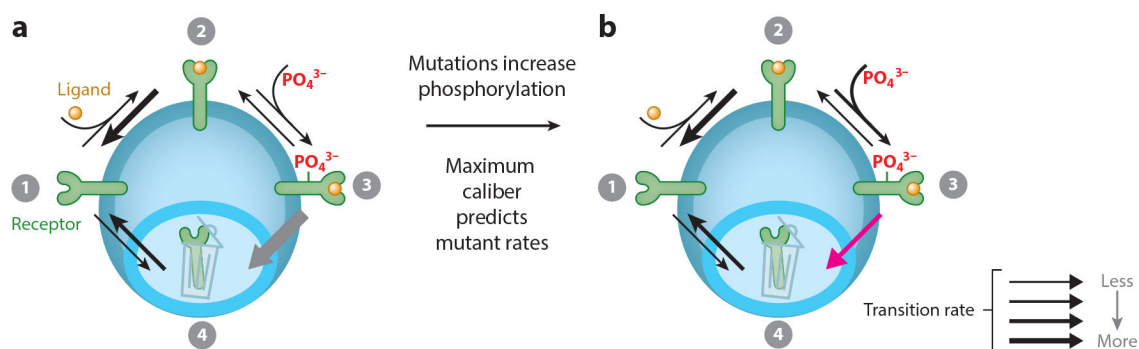 a
2
Ligand
PO₄³⁻
PO₄³⁻
1
3
Receptor
4
Mutations increase
phosphorylation
Maximum
caliber
predicts
mutant rates
b
2
PO₄³⁻
PO₄³⁻
1
3
4
Transition rate
Less
More